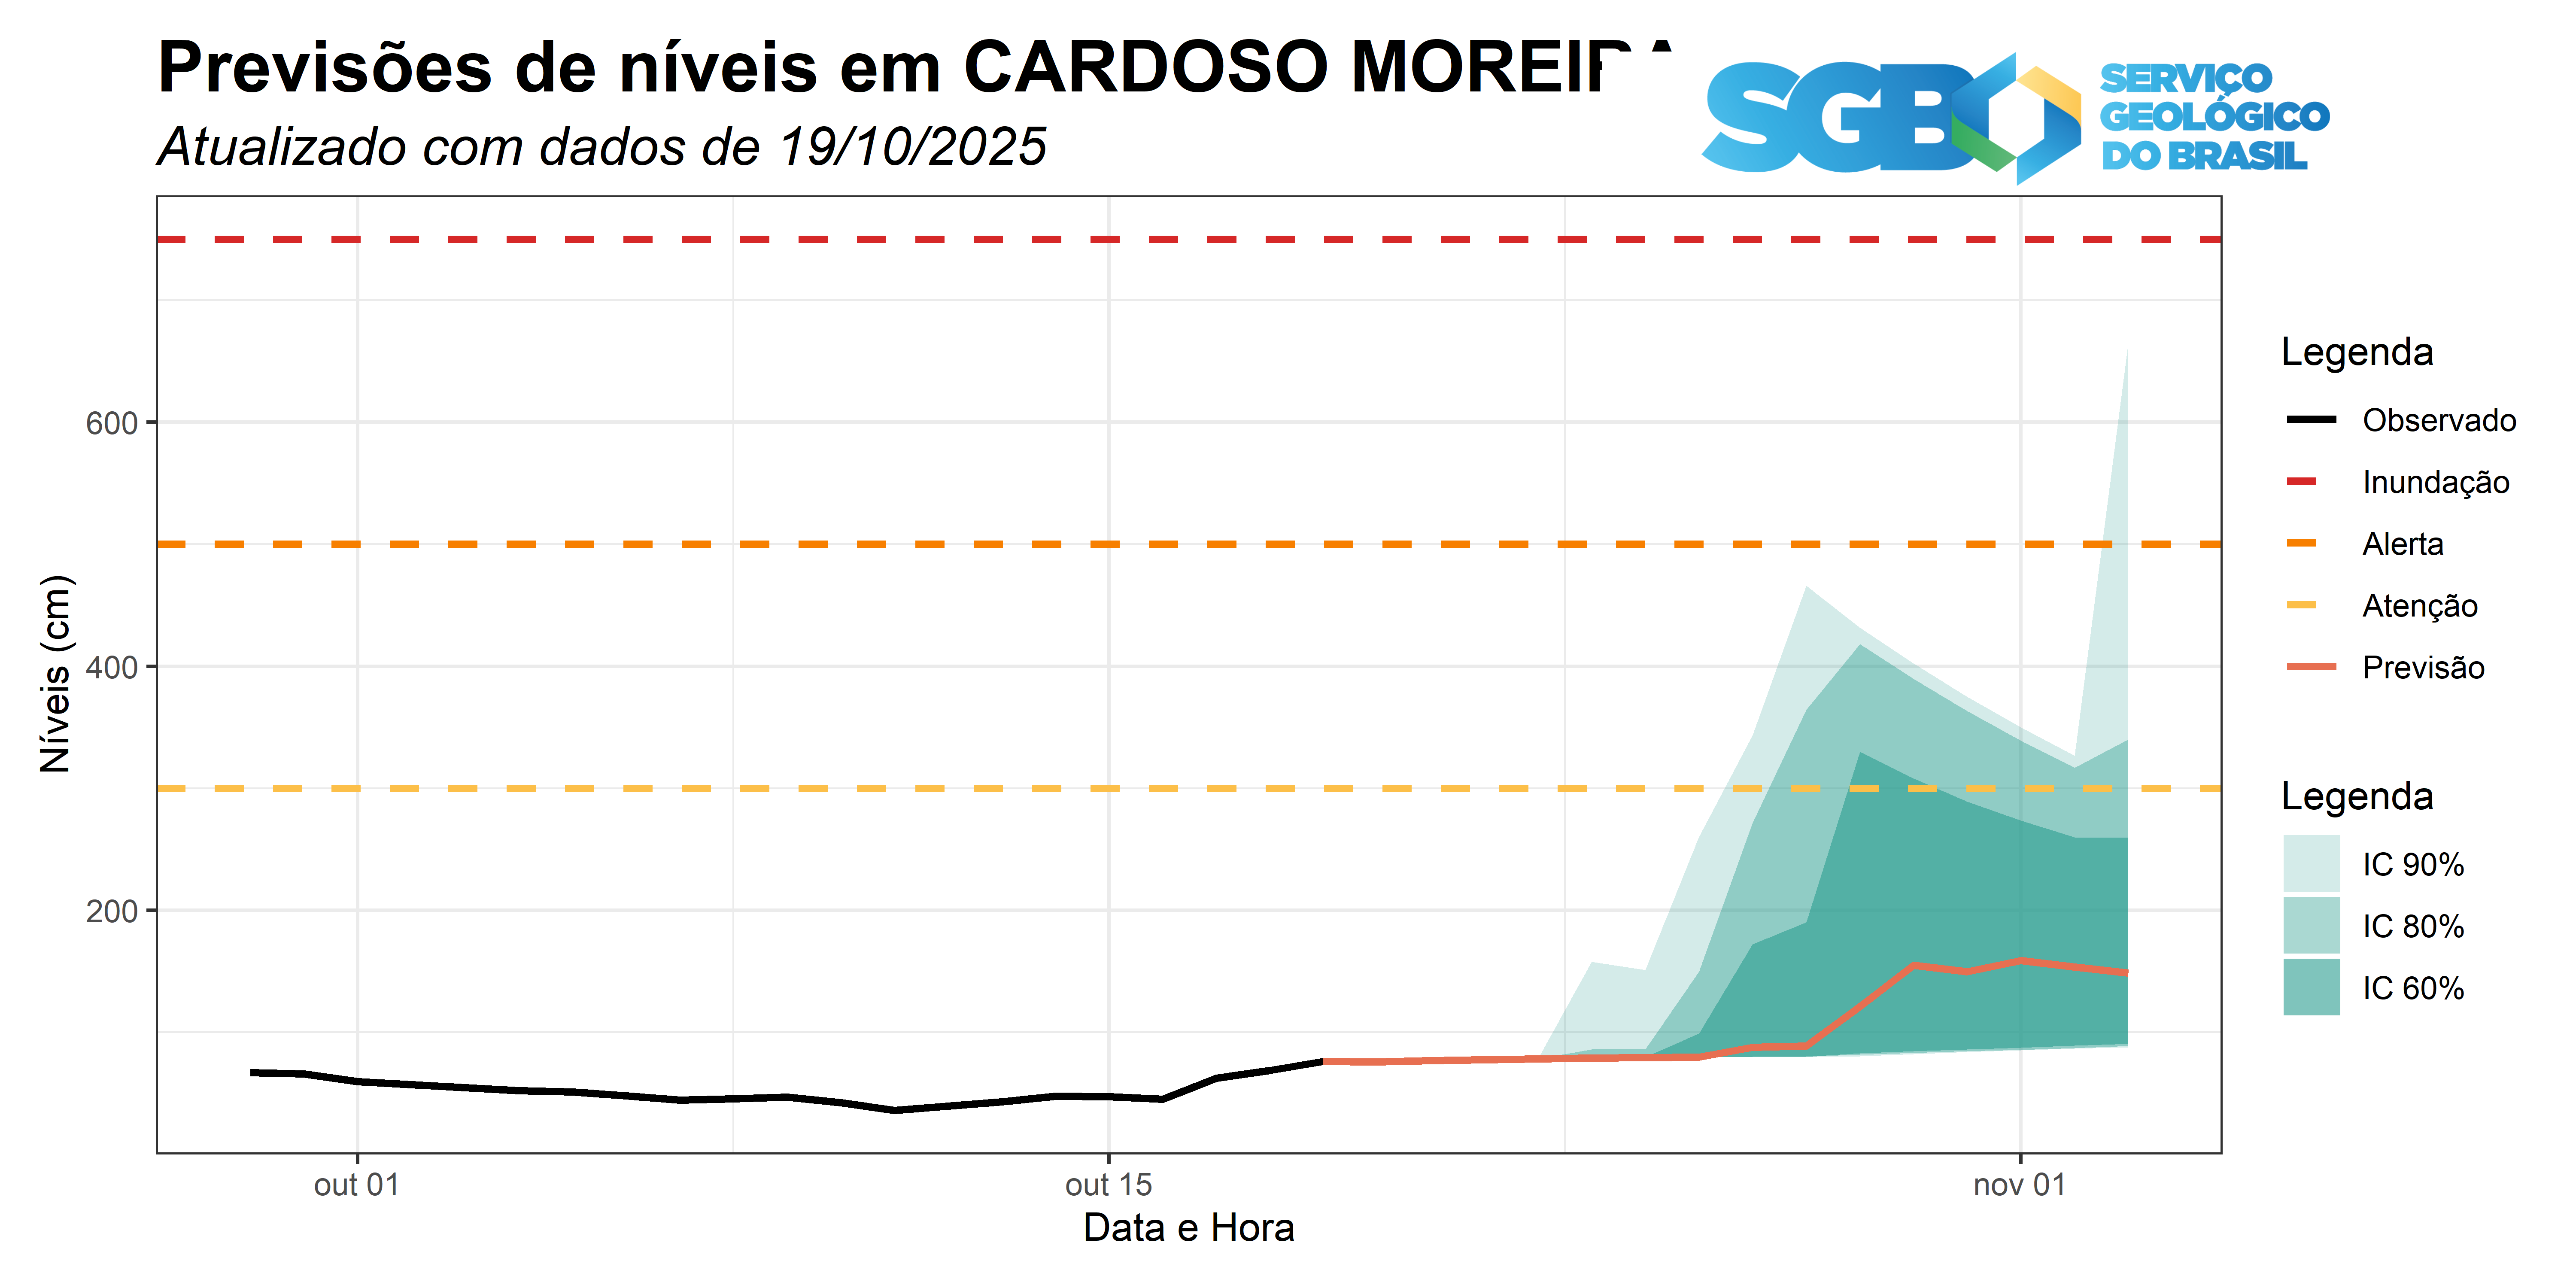 Previsões de níveis em CARDOSO MOREIRA
Atualizado com dados de 19/10/2025
SGB
SERVIÇO
GEOLÓGICO
DO BRASIL
Níveis (cm)
600
400
200
out 01
out 15
nov 01
Data e Hora
Legenda
Observado
Inundação
Alerta
Atenção
Previsão
Legenda
IC 90%
IC 80%
IC 60%